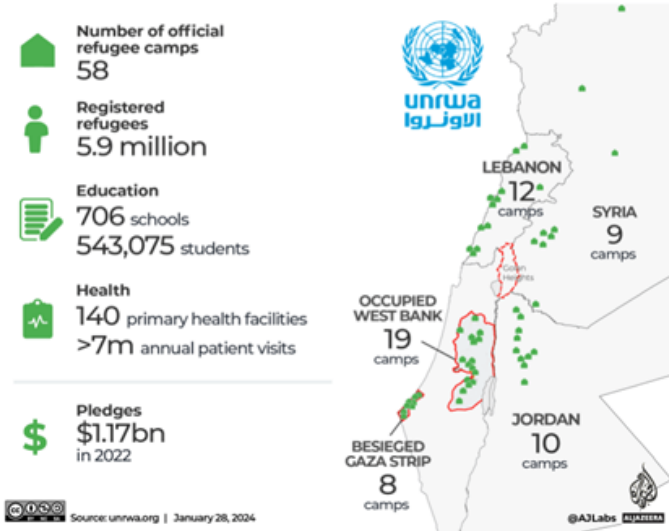 Number of official
refugee camps
58
Registered
refugees
5.9 million
Education
706 schools
543,075 students
Health
140 primary health facilities
>7m annual patient visits
Pledges
$1.17bn
in 2022
unrwa
الأونروا
LEBANON
12
camps
SYRIA
9
camps
Golan
Heights
OCCUPIED
WEST BANK
19
camps
JORDAN
10
camps
BESIEGED
GAZA STRIP
8
camps
Source: unrwa.org | January 28, 2024
@AJLabs ALJAZEERA